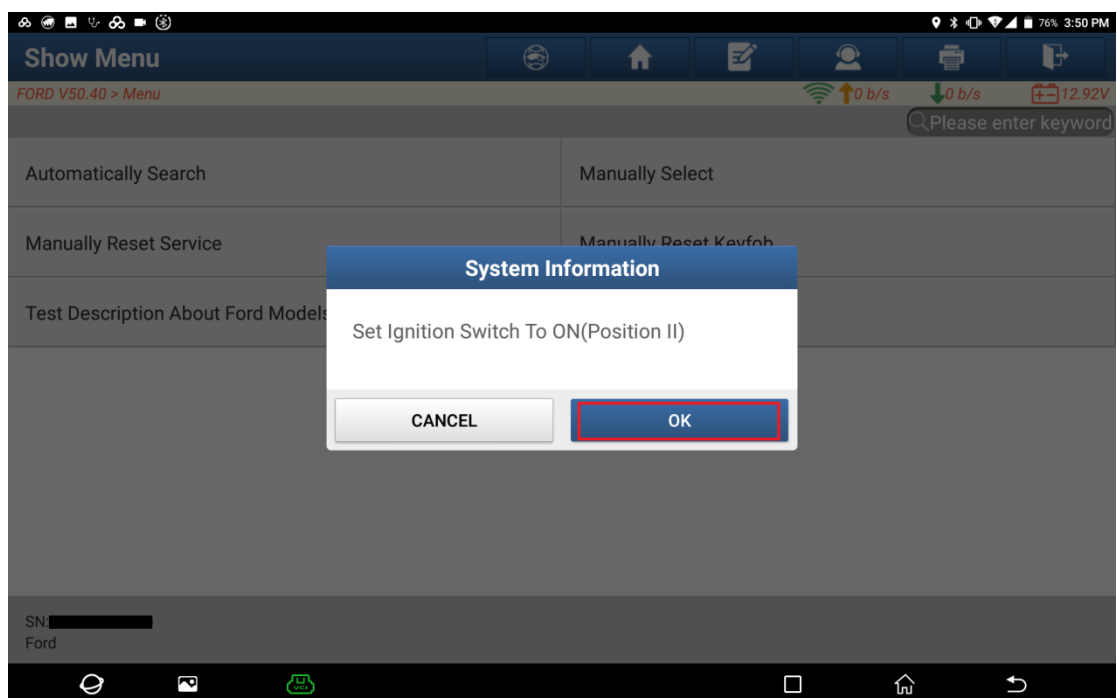 76% 3:50 PM
Show Menu
FORD V50.40 > Menu
0 b/s
0 b/s
12.92V
Please enter keyword
Automatically Search
Manually Select
Manually Reset Service
Manually Reset Keyfob
Test Description About Ford Models
System Information
Set Ignition Switch To ON(Position II)
CANCEL
OK
SN:
Ford
VCI